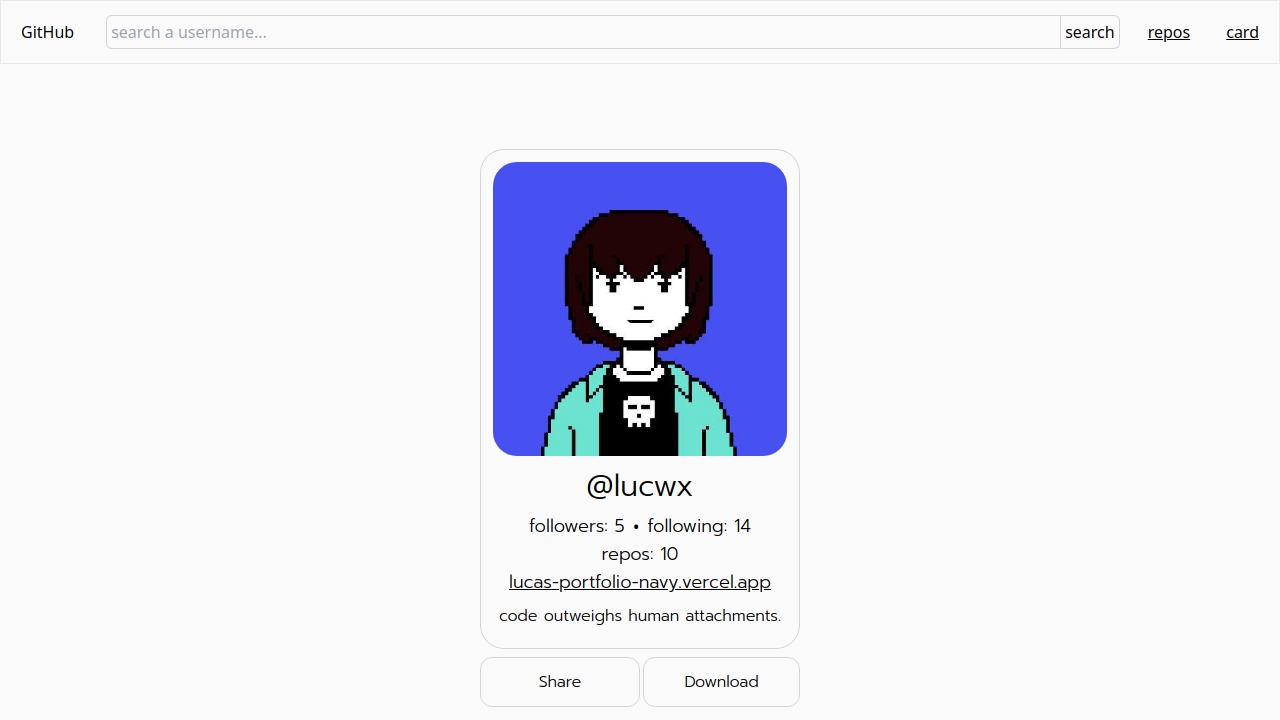 GitHub
search a username...
search
repos
card
@lucwx
followers: 5 • following: 14
repos: 10
lucas-portfolio-navy.vercel.app
code outweighs human attachments.
Share
Download